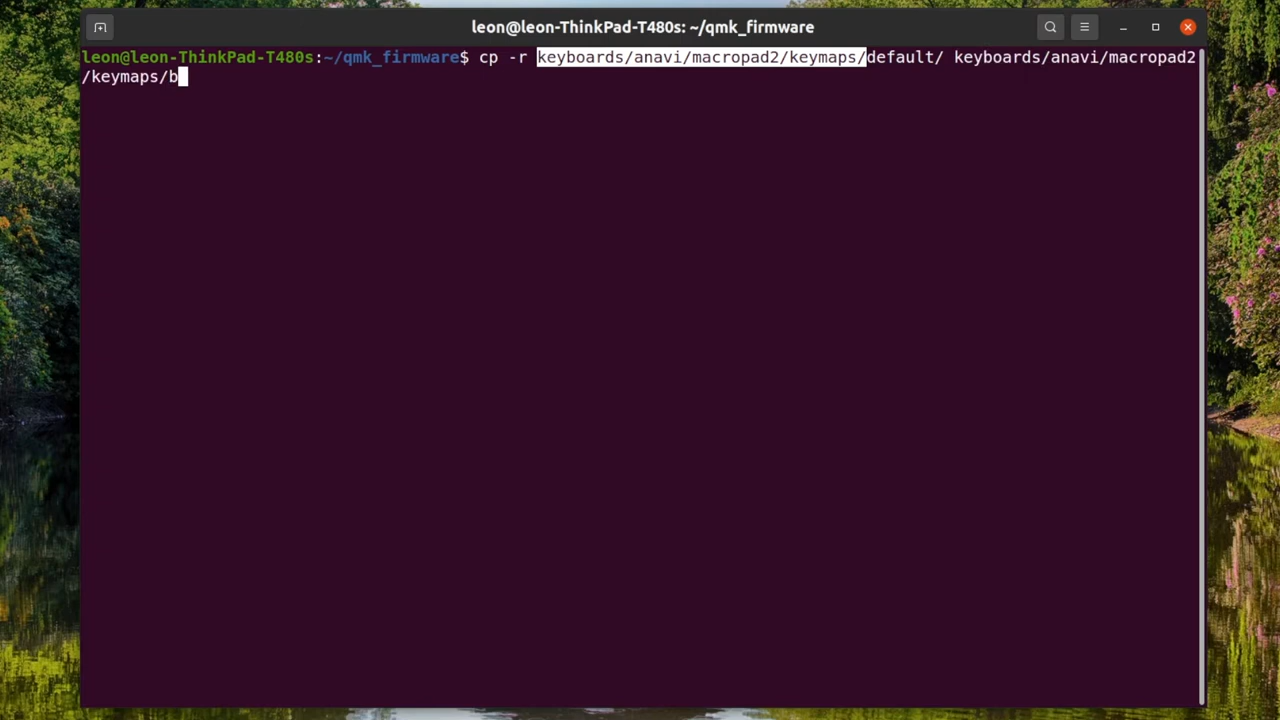 leon@leon-ThinkPad-T480s: ~/qmk_firmware
leon@leon-ThinkPad-T480s:~/qmk_firmware$ cp -r keyboards/anavi/macropad2/keymaps/default/ keyboards/anavi/macropad2
/keymaps/b